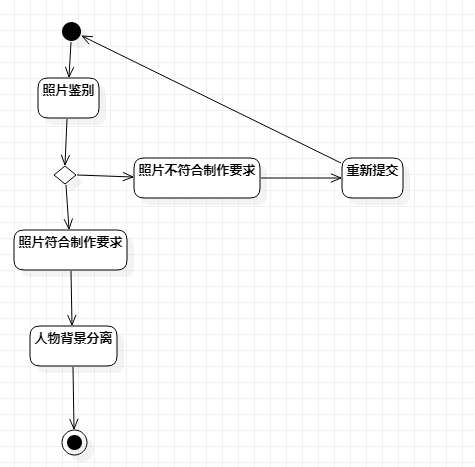 照片鉴别
照片不符合制作要求
重新提交
照片符合制作要求
人物背景分离